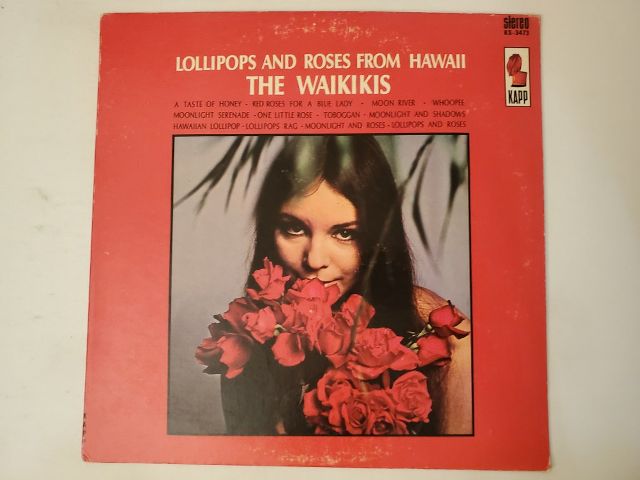 stereo
KS-3473
LOLLIPOPS AND ROSES FROM HAWAII
THE WAIKIKIS
KAPP
A TASTE OF HONEY - RED ROSES FOR A BLUE LADY - MOON RIVER - WHOOPEE
MOONLIGHT SERENADE - ONE LITTLE ROSE - TOBOGGAN - MOONLIGHT AND SHADOWS
HAWAIIAN LOLLIPOP - LOLLIPOPS RAG - MOONLIGHT AND ROSES - LOLLIPOPS AND ROSES